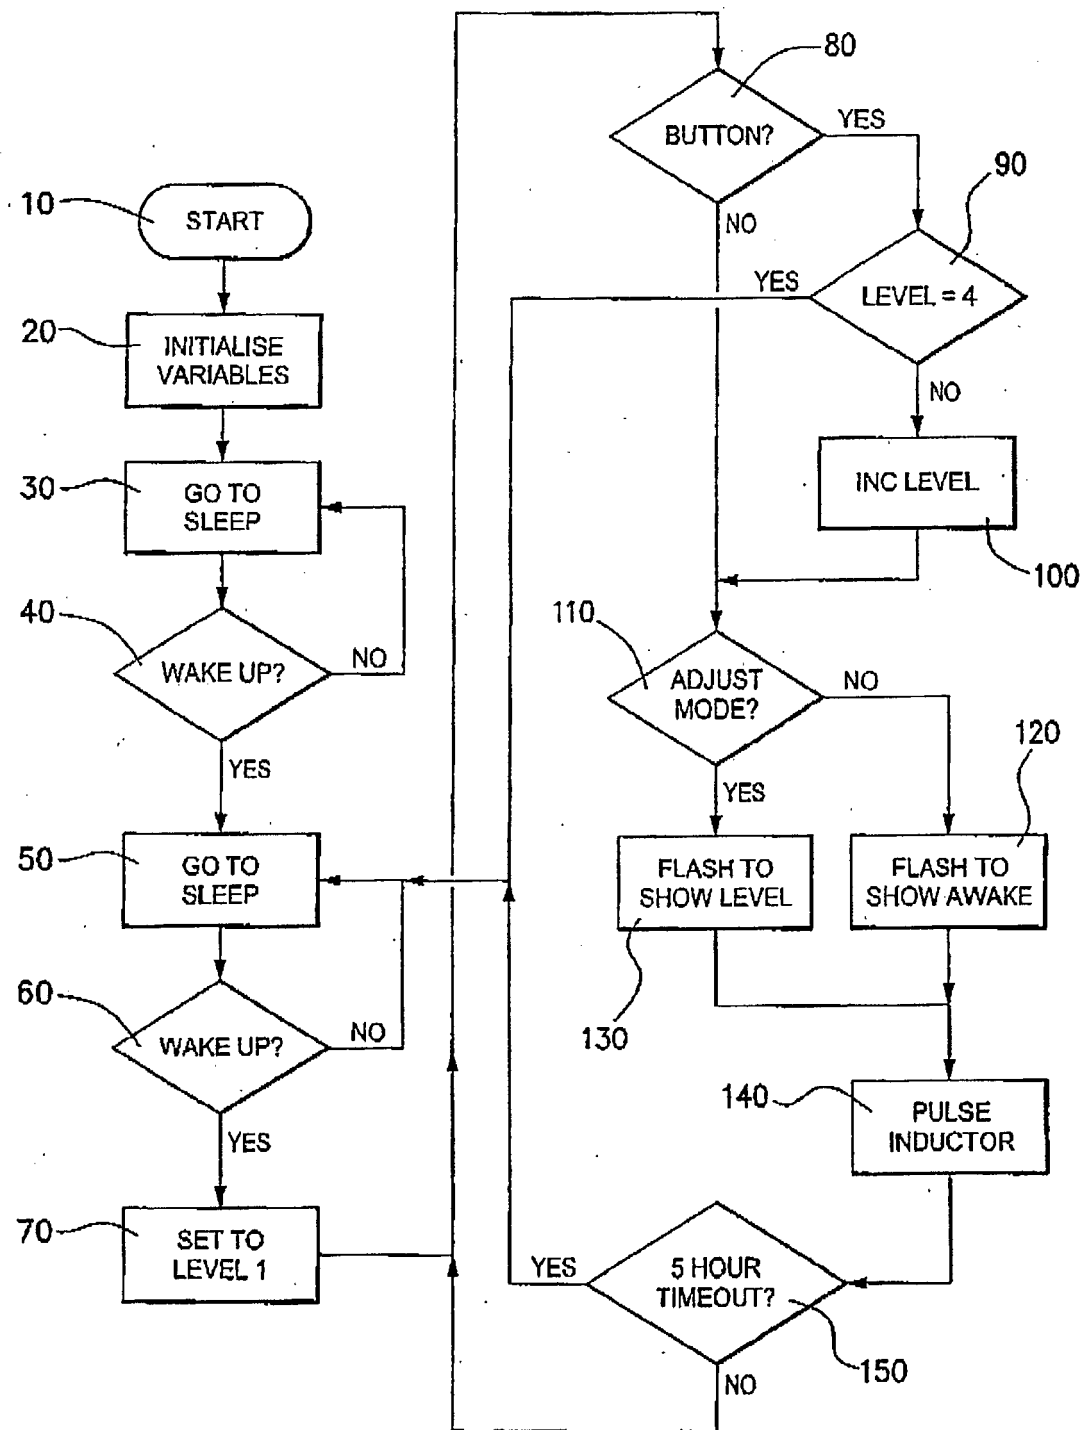 10
START
20
INITIALISE
VARIABLES
30
GO TO
SLEEP
40
WAKE UP?
NO
YES
50
GO TO
SLEEP
60
WAKE UP?
NO
YES
70
SET TO
LEVEL 1
80
BUTTON?
YES
NO
90
LEVEL = 4
YES
NO
INC LEVEL
100
110
ADJUST
MODE?
NO
YES
120
FLASH TO
SHOW LEVEL
130
FLASH TO
SHOW AWAKE
140
PULSE
INDUCTOR
5 HOUR
TIMEOUT?
YES
150
NO